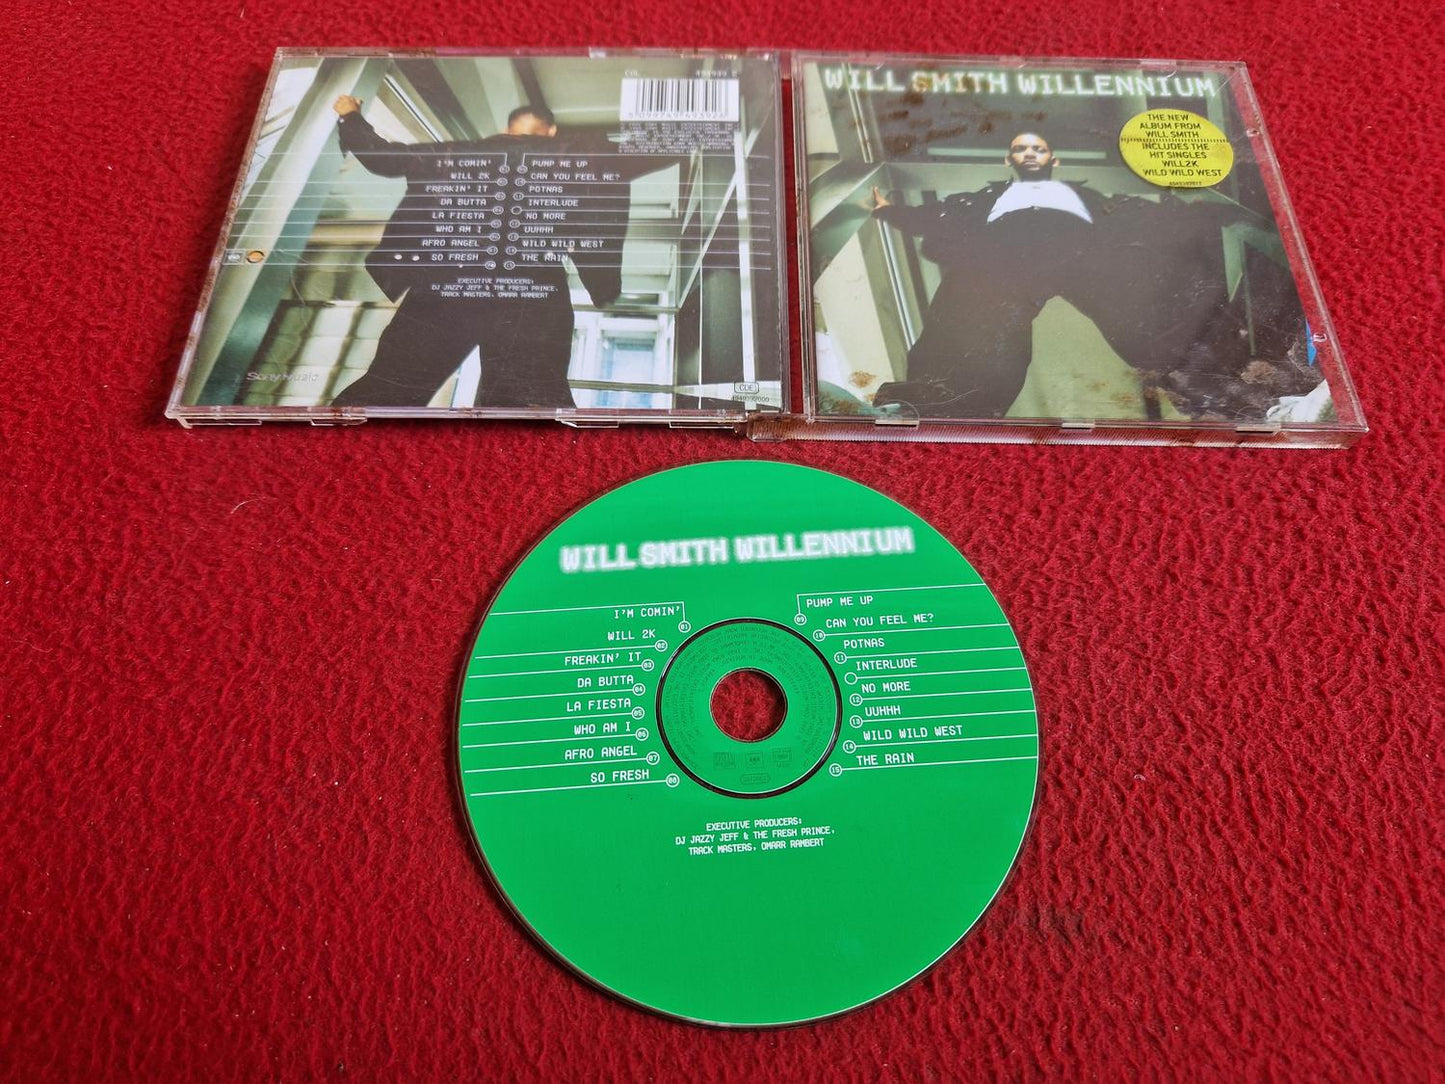 COL 494939 2
5099749493926
I'M COMIN'
WILL 2K
FREAKIN' IT
DA BUTTA
LA FIESTA
WHO AM I
AFRO ANGEL
SO FRESH
PUMP ME UP
CAN YOU FEEL ME?
POTNAS
INTERLUDE
NO MORE
UUHHH
WILD WILD WEST
THE RAIN
EXECUTIVE PRODUCERS:
DJ JAZZY JEFF & THE FRESH PRINCE,
TRACK MASTERS, OMARR RAMBERT
Sony Music
CDE
WILL SMITH WILLENNIUM
THE NEW
ALBUM FROM
WILL SMITH
INCLUDES THE
HIT SINGLES
WILL2K
WILD WILD WEST
WILL SMITH WILLENNIUM
I'M COMIN' 01
WILL 2K 02
FREAKIN' IT 03
DA BUTTA 04
LA FIESTA 05
WHO AM I 06
AFRO ANGEL 07
SO FRESH 08
PUMP ME UP
09
CAN YOU FEEL ME?
10
POTNAS
11
INTERLUDE
NO MORE
12
UUHHH
13
WILD WILD WEST
14
THE RAIN
15
EXECUTIVE PRODUCERS:
DJ JAZZY JEFF & THE FRESH PRINCE,
TRACK MASTERS, OMARR RAMBERT